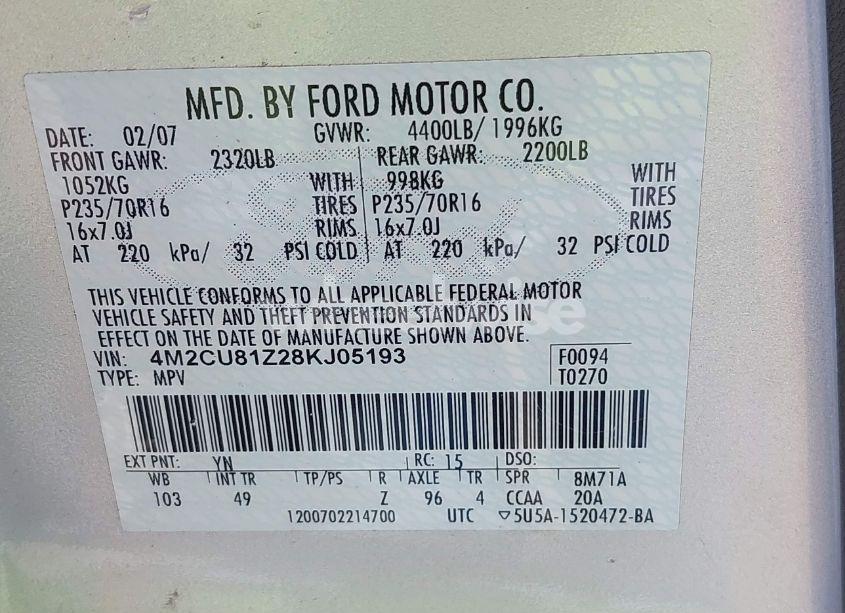 MFD. BY FORD MOTOR CO.
DATE: 02/07 GVWR: 4400LB/ 1996KG
FRONT GAWR: 2320LB REAR GAWR: 2200LB
1052KG WITH 998KG WITH
P235/70R16 TIRES P235/70R16 TIRES
16x7.0J RIMS 16x7.0J RIMS
AT 220 kPa/ 32 PSI COLD AT 220 kPa/ 32 PSI COLD
THIS VEHICLE CONFORMS TO ALL APPLICABLE FEDERAL MOTOR
VEHICLE SAFETY AND THEFT PREVENTION STANDARDS IN
EFFECT ON THE DATE OF MANUFACTURE SHOWN ABOVE.
VIN: 4M2CU81Z28KJ05193 F0094
TYPE: MPV T0270
EXT PNT: YN RC: 15 DSO:
WB INT TR TP/PS R AXLE TR SPR 8M71A
103 49 Z 96 4 CCAA 20A
1200702214700 UTC ▽5U5A-1520472-BA